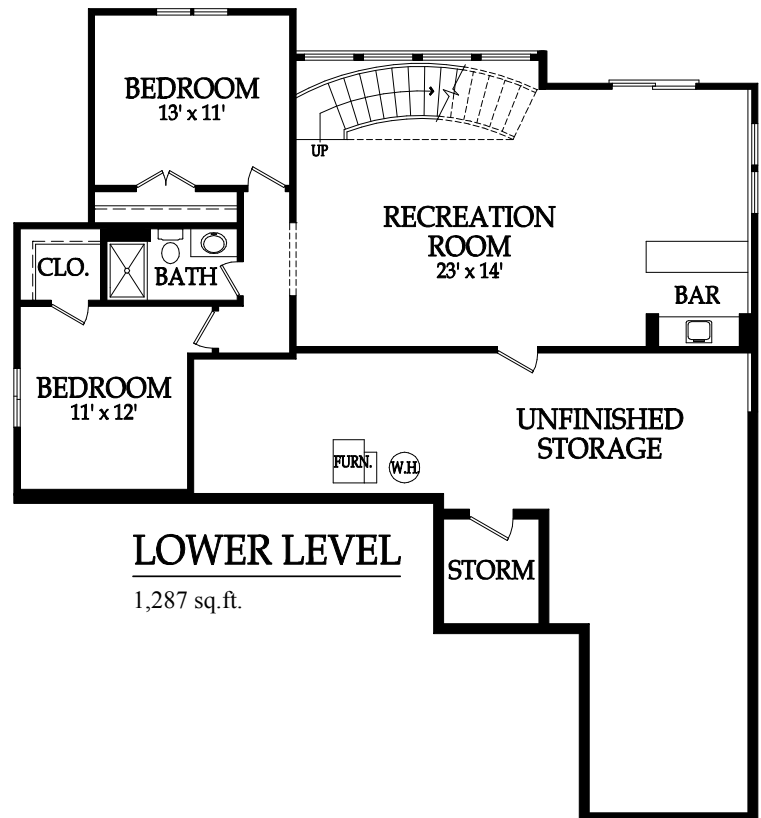 BEDROOM
13' x 11'
UP
RECREATION
ROOM
23' x 14'
CLO.
BATH
BAR
BEDROOM
11' x 12'
UNFINISHED
STORAGE
FURN.
W.H.
LOWER LEVEL
1,287 sq.ft.
STORM